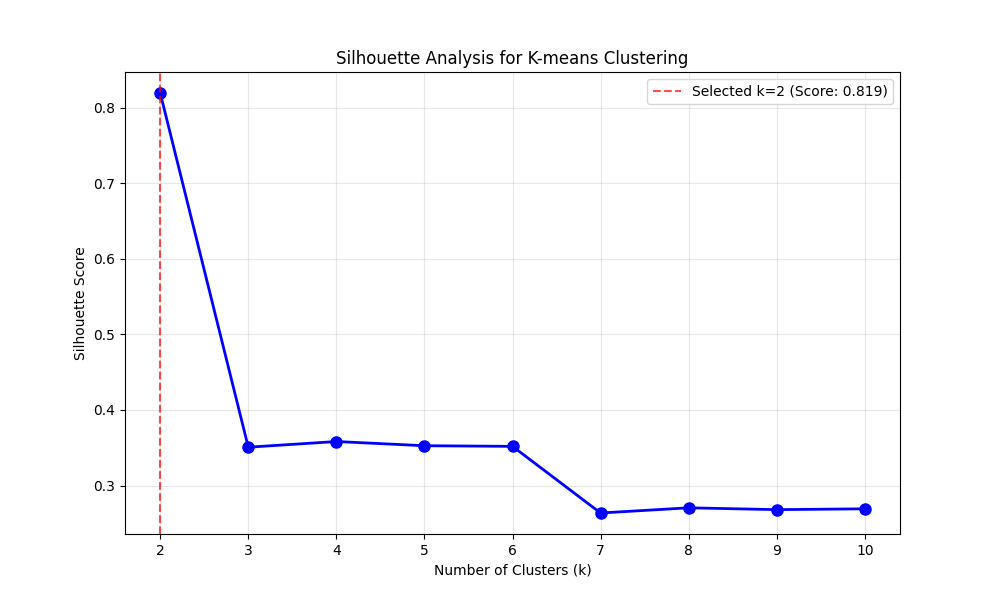 Silhouette Analysis for K-means Clustering
Selected k=2 (Score: 0.819)
Silhouette Score
0.8
0.7
0.6
0.5
0.4
0.3
2 3 4 5 6 7 8 9 10
Number of Clusters (k)